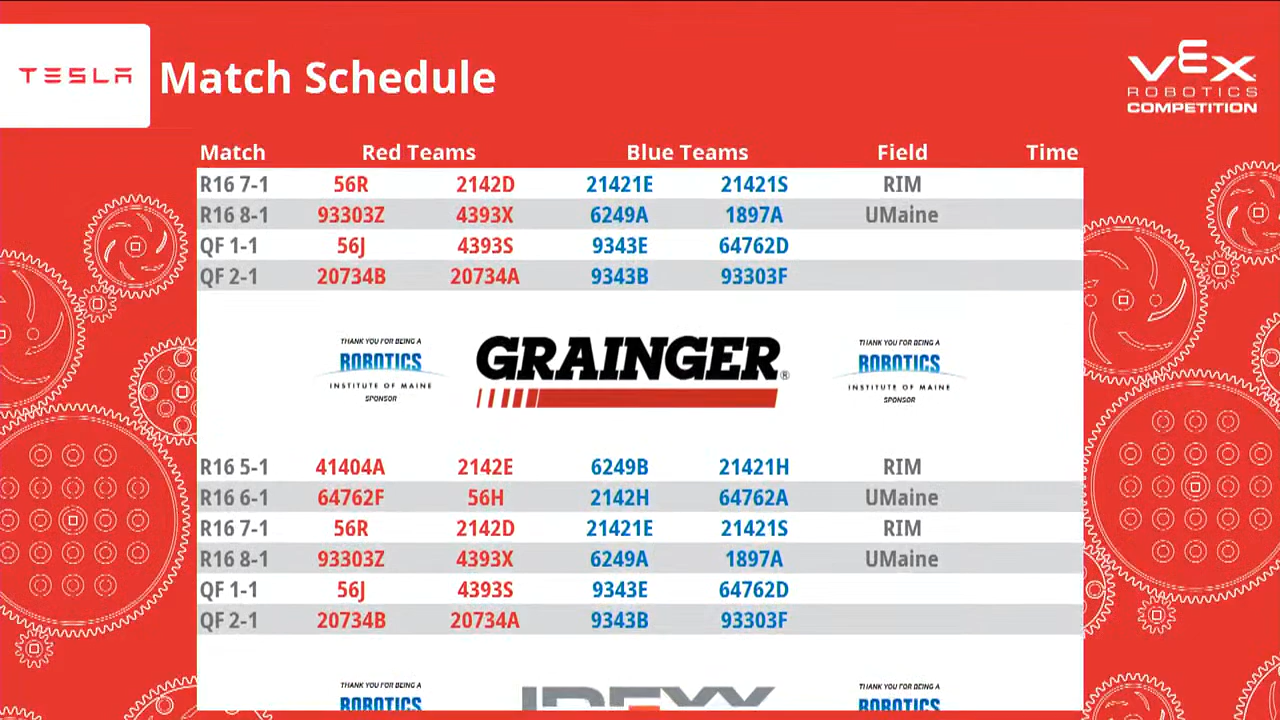 TESLA Match Schedule
VEX
ROBOTICS
COMPETITION
Match Red Teams Blue Teams Field Time
R16 7-1 56R 2142D 21421E 21421S RIM
R16 8-1 93303Z 4393X 6249A 1897A UMaine
QF 1-1 56J 4393S 9343E 64762D
QF 2-1 20734B 20734A 9343B 93303F
THANK YOU FOR BEING A
ROBOTICS
INSTITUTE OF MAINE
SPONSOR
GRAINGER®
THANK YOU FOR BEING A
ROBOTICS
INSTITUTE OF MAINE
SPONSOR
R16 5-1 41404A 2142E 6249B 21421H RIM
R16 6-1 64762F 56H 2142H 64762A UMaine
R16 7-1 56R 2142D 21421E 21421S RIM
R16 8-1 93303Z 4393X 6249A 1897A UMaine
QF 1-1 56J 4393S 9343E 64762D
QF 2-1 20734B 20734A 9343B 93303F
THANK YOU FOR BEING A
ROBOTICS
IDEXX
THANK YOU FOR BEING A
ROBOTICS